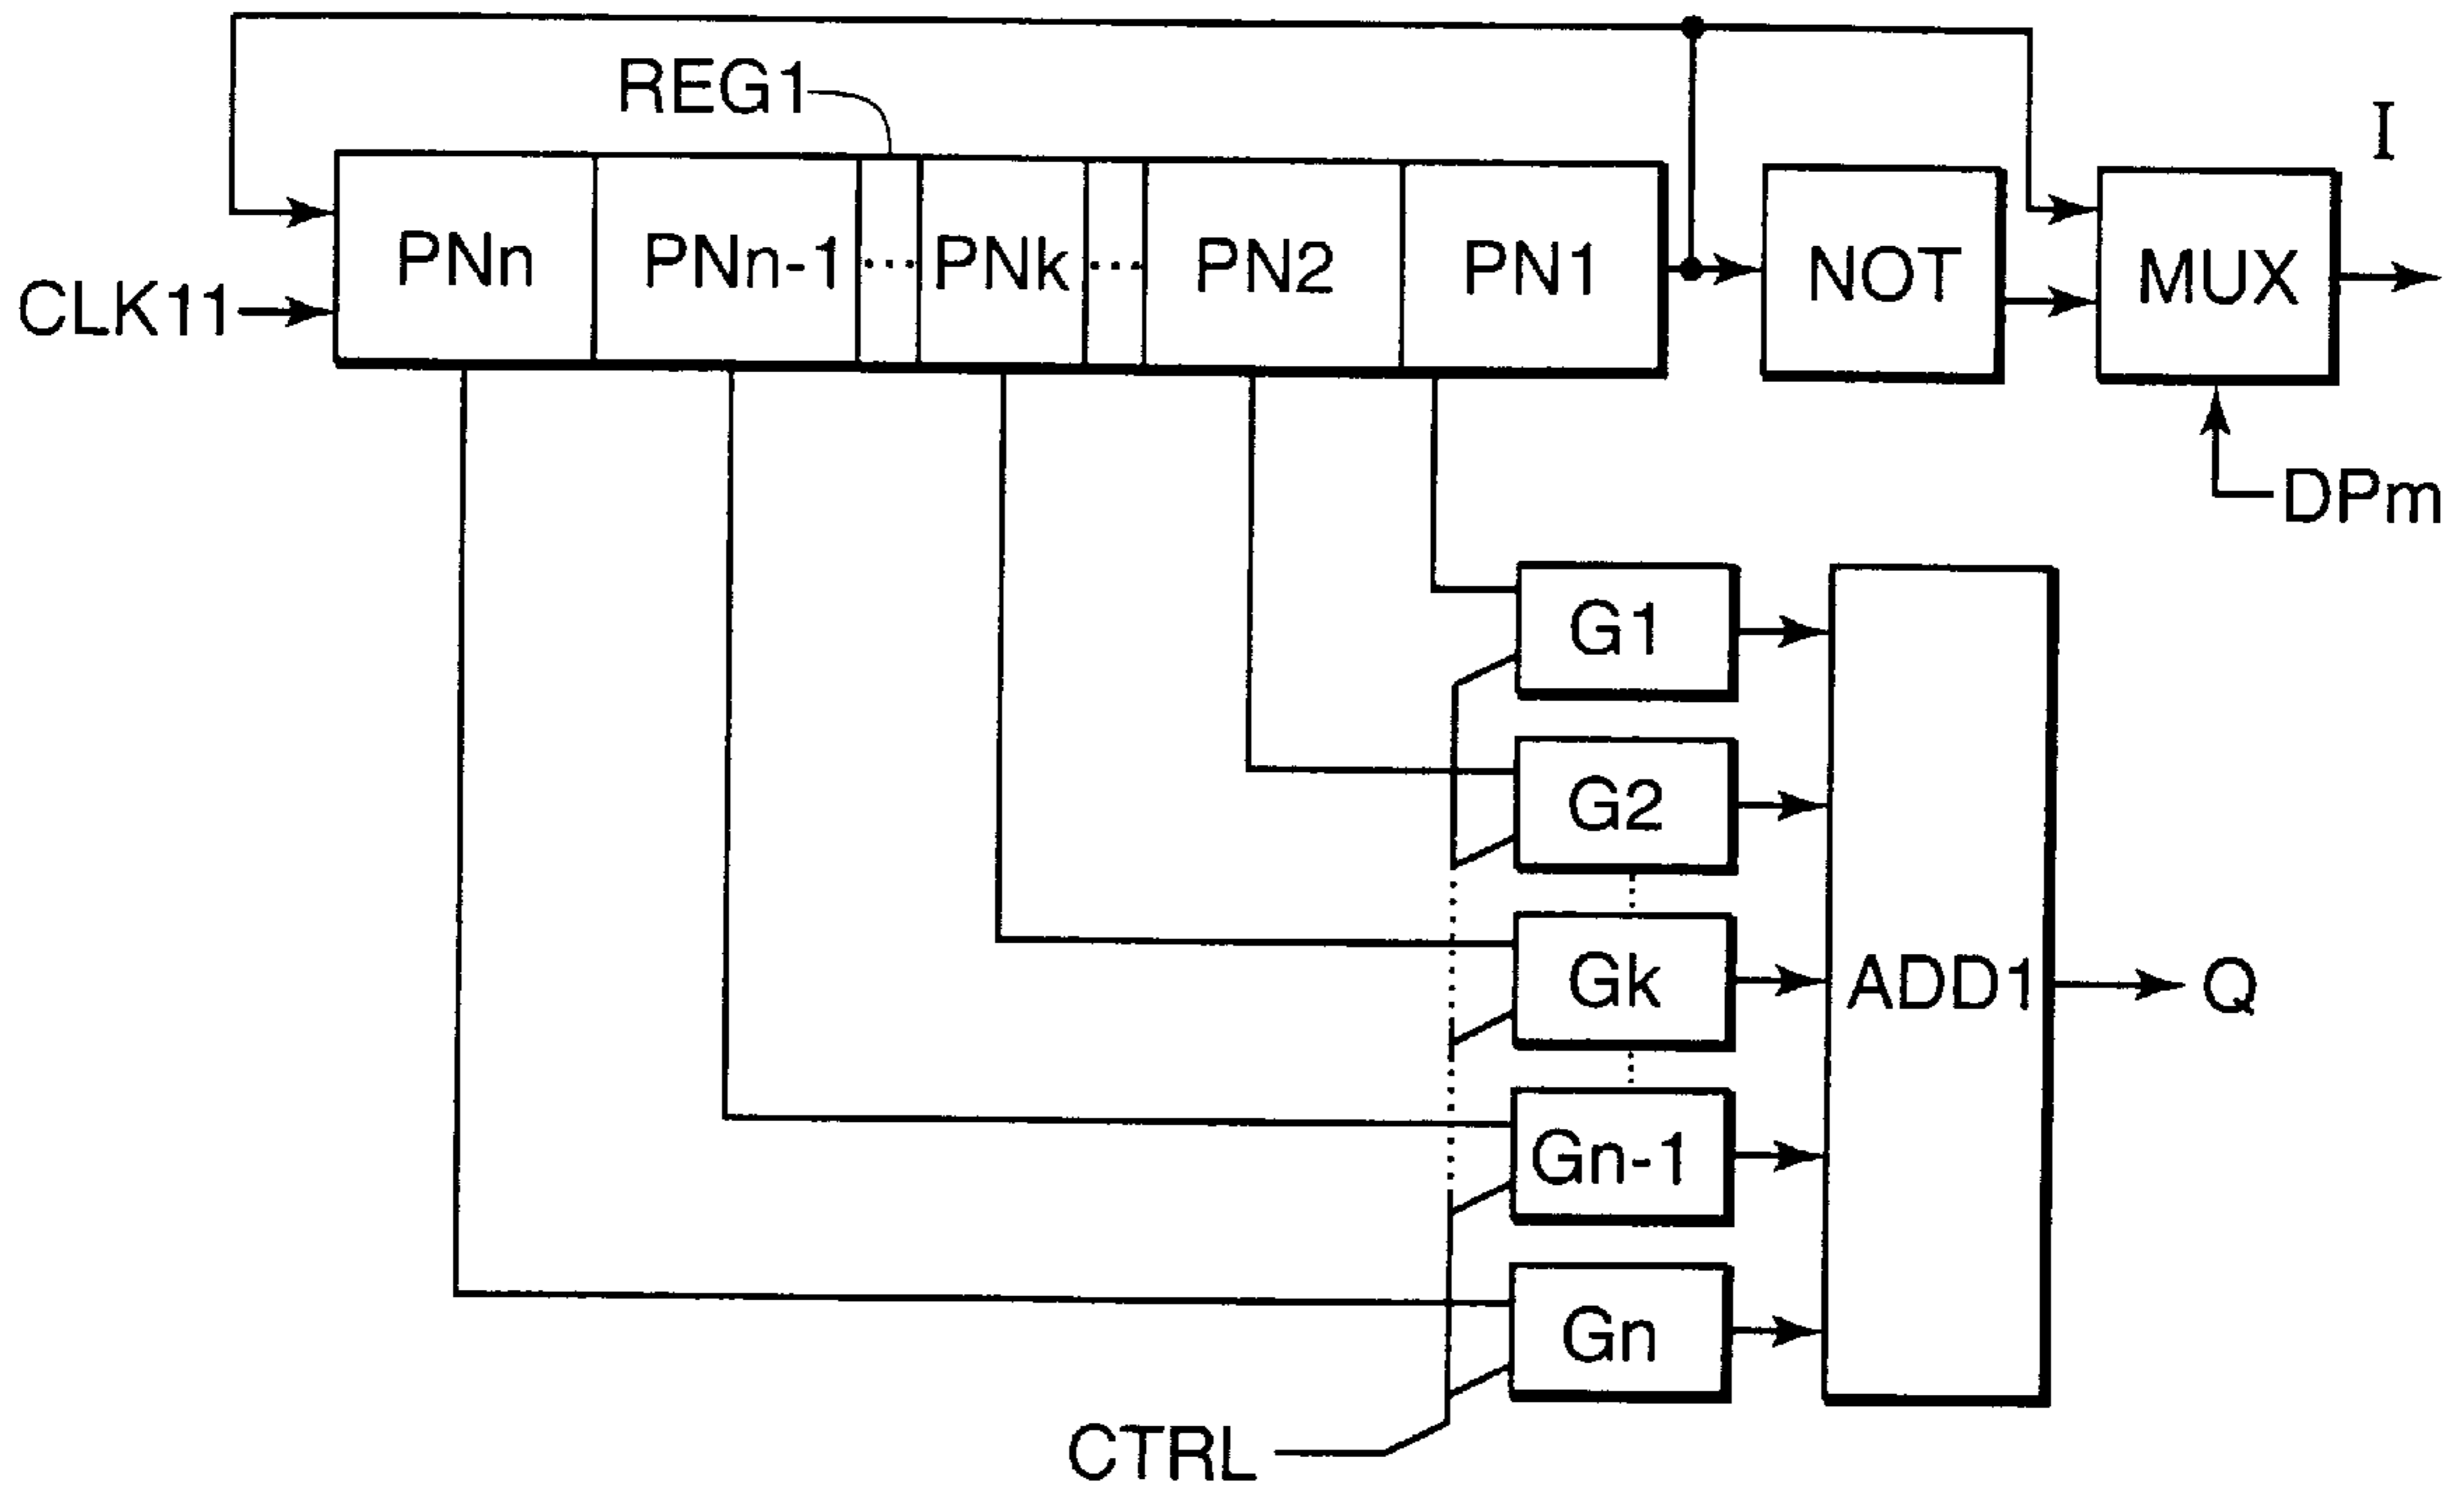 REG1
I
PNn
PNn-1
...
PNk
...
PN2
PN1
NOT
MUX
CLK11
DPm
G1
G2
Gk
ADD1
Q
Gn-1
Gn
CTRL